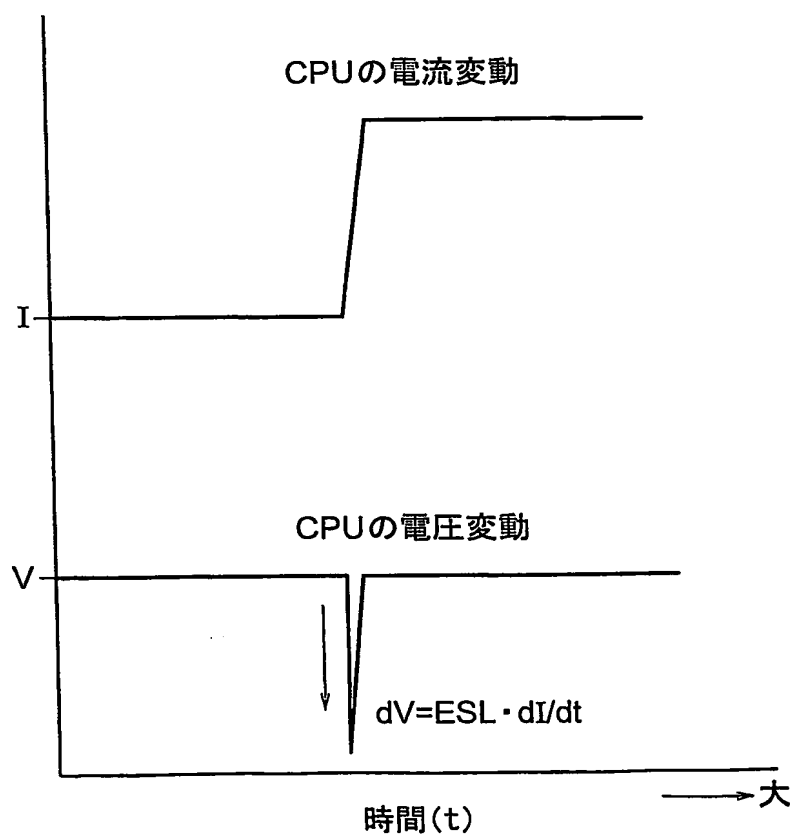 CPUの電流変動
I
CPUの電圧変動
V
dV=ESL・dI/dt
大
時間(t)